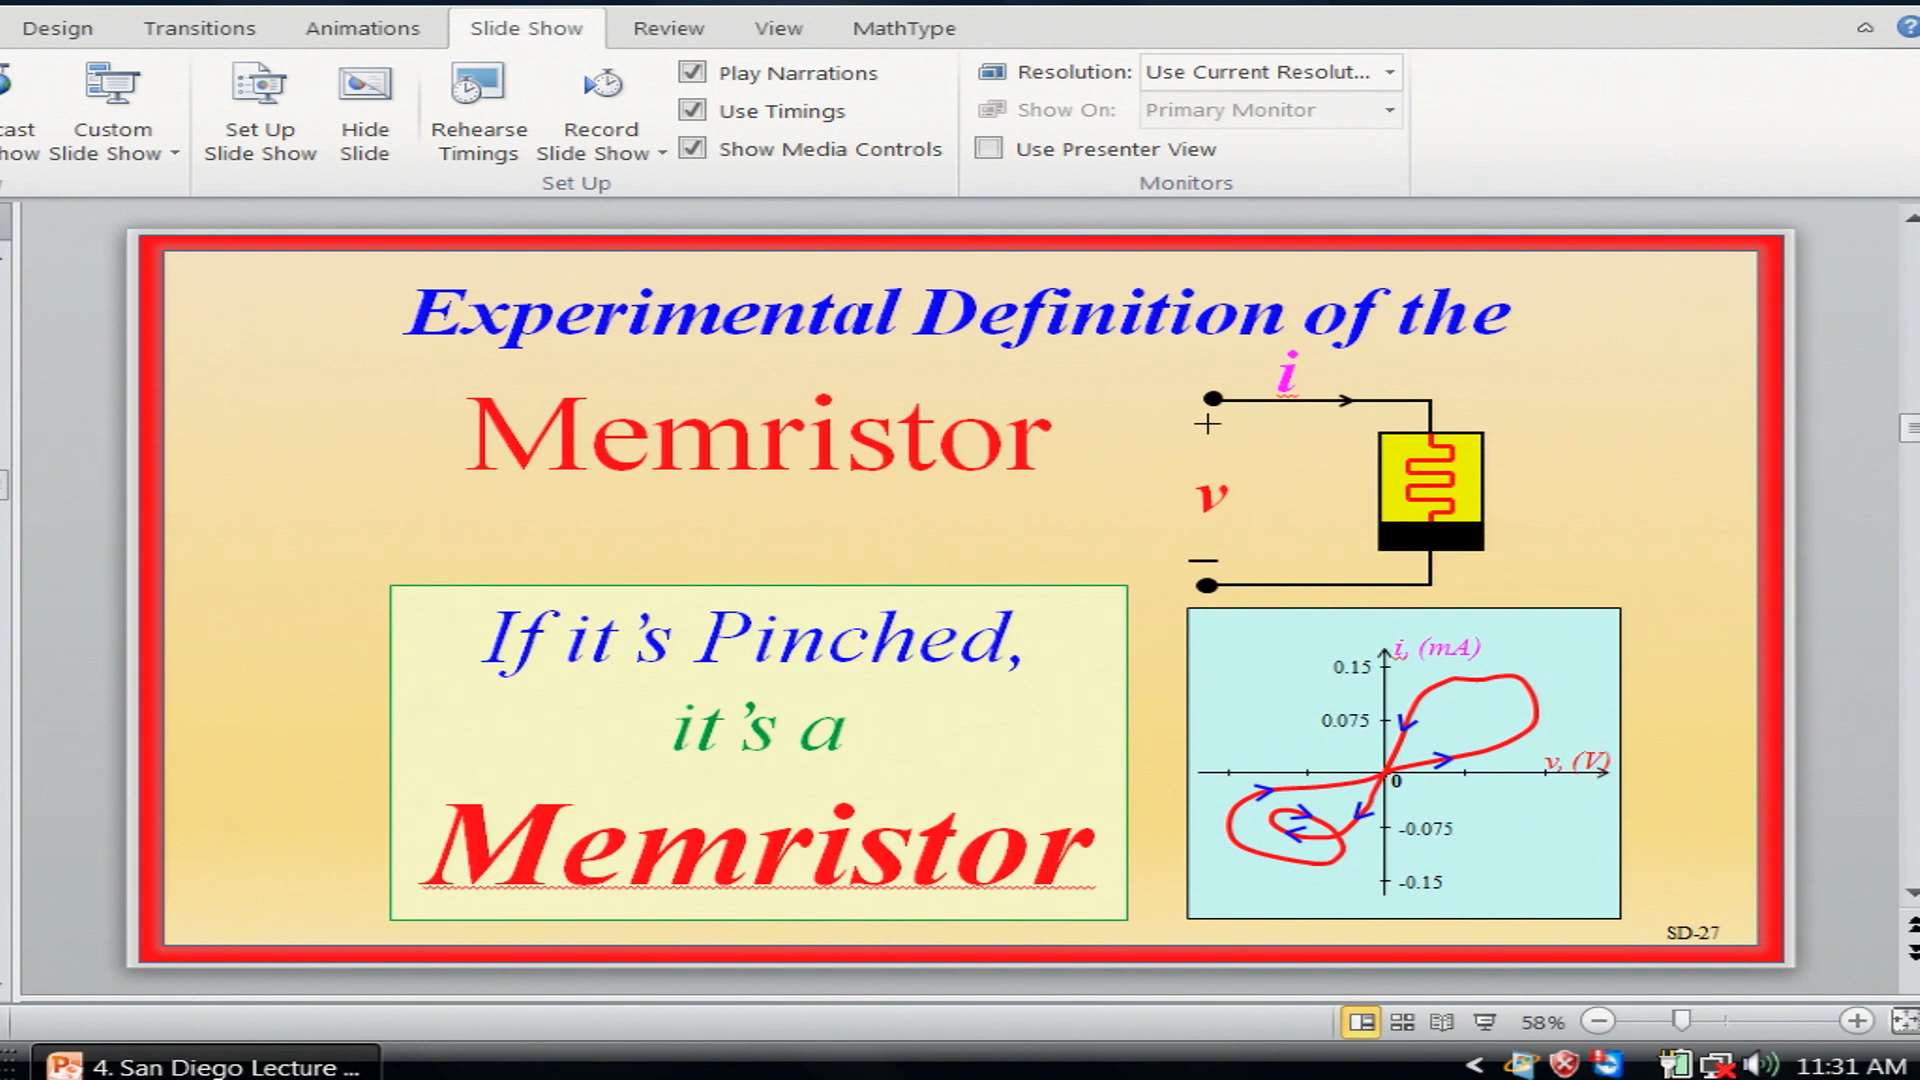 Design Transitions Animations Slide Show Review View MathType
Custom
Slide Show
Set Up
Slide Show
Hide
Slide
Rehearse
Timings
Record
Slide Show
Play Narrations
Use Timings
Show Media Controls
Set Up
Resolution: Use Current Resolut...
Show On: Primary Monitor
Use Presenter View
Monitors
Experimental Definition of the
Memristor
i
+
v
–
If it's Pinched,
it's a
Memristor
i, (mA)
0.15
0.075
v, (V)
0
-0.075
-0.15
SD-27
58%
4. San Diego Lecture ...
11:31 AM